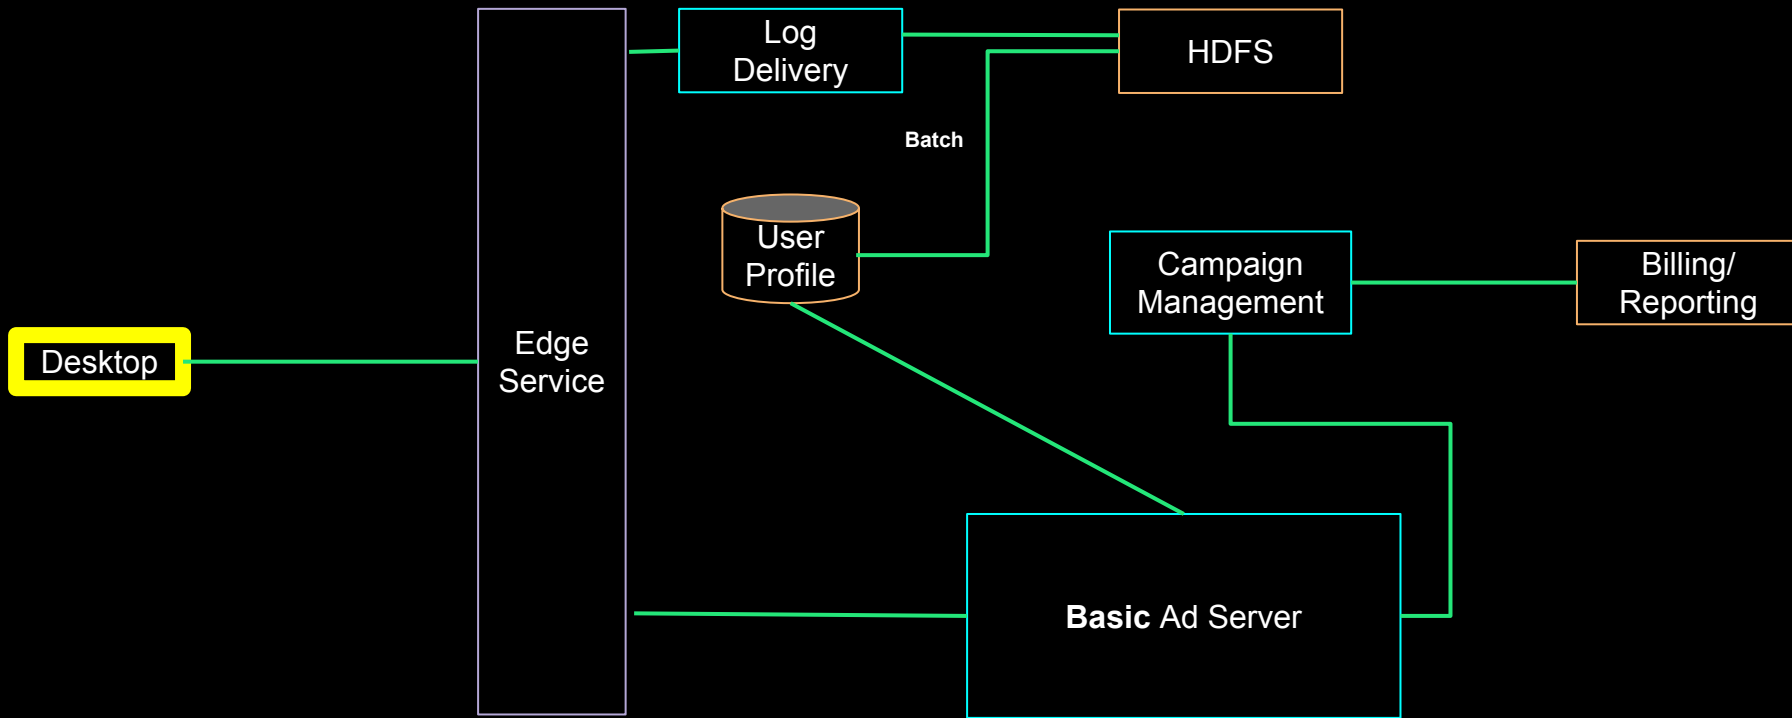 Log
Delivery
HDFS
Batch
User
Profile
Campaign
Management
Billing/
Reporting
Desktop
Edge
Service
Basic Ad Server